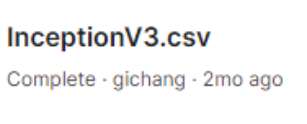 InceptionV3.csv
Complete · gichang · 2mo ago